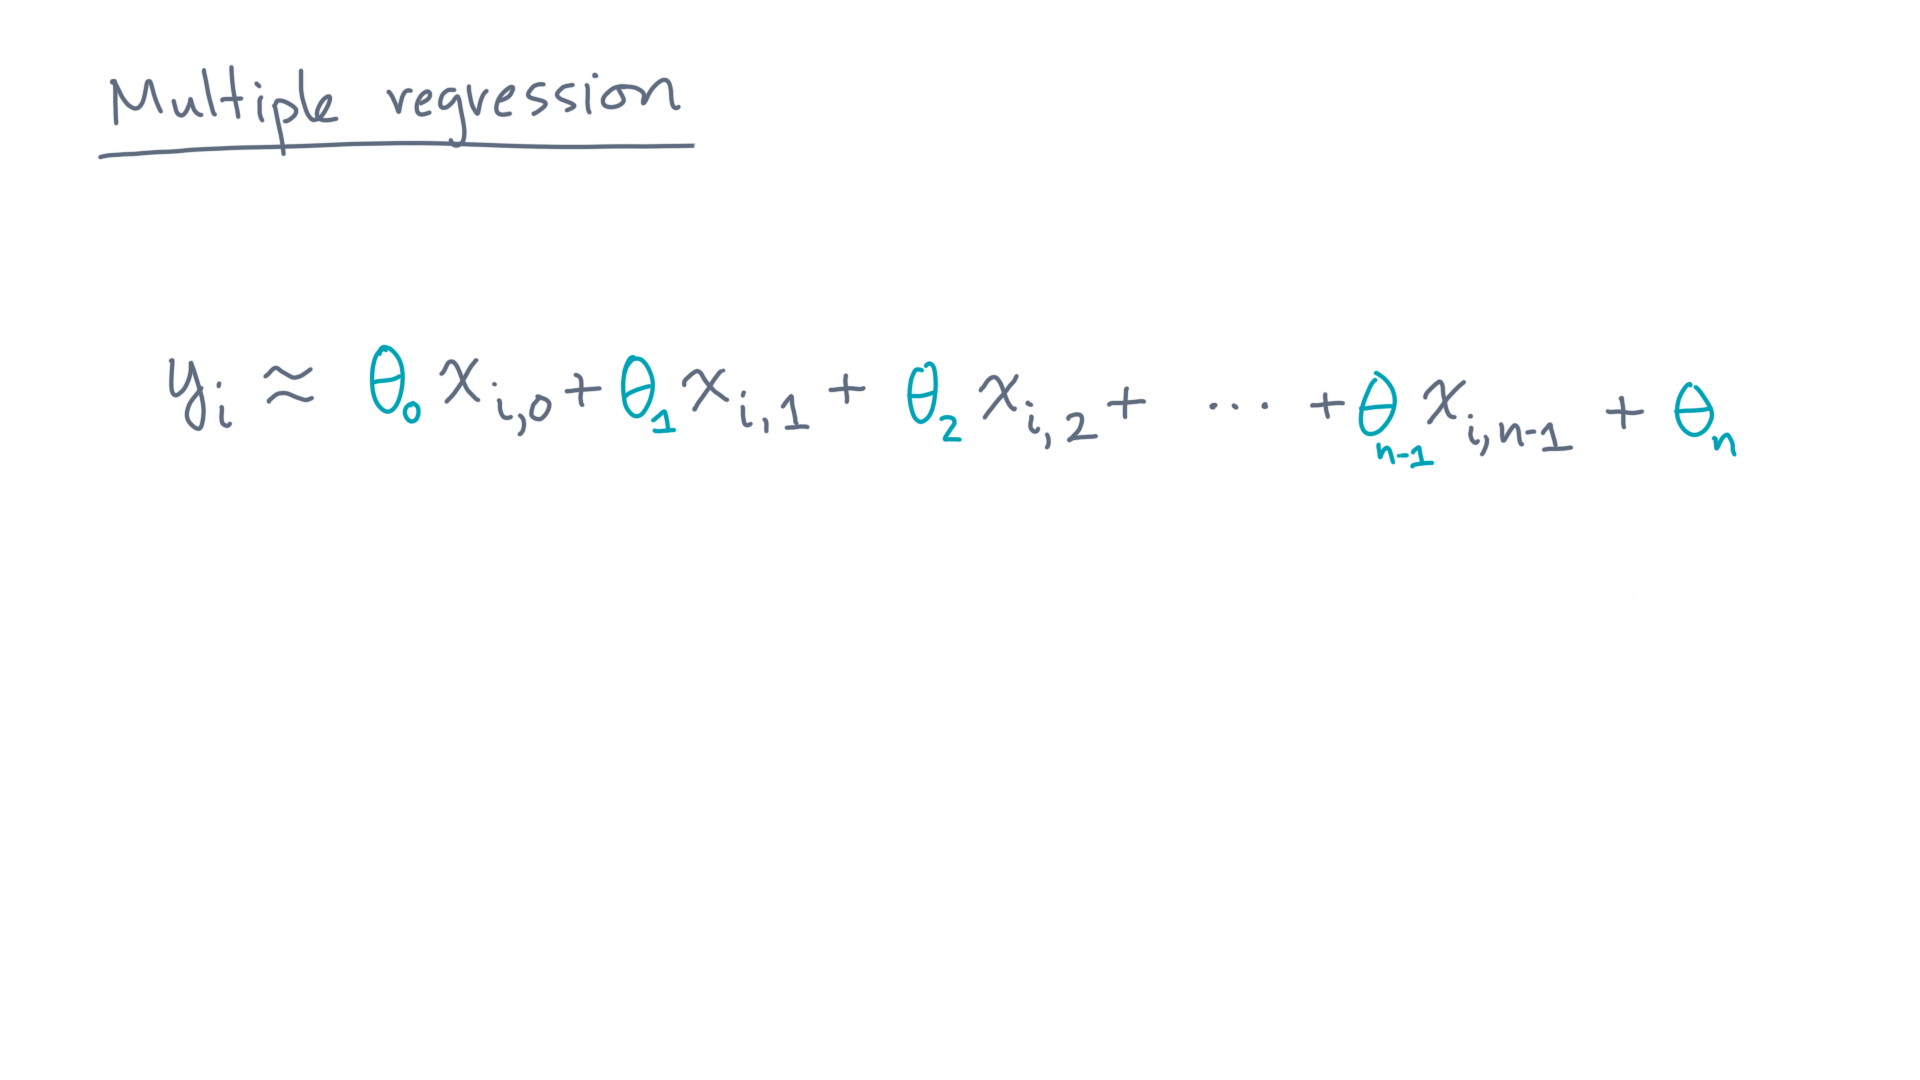 Multiple regression
yᵢ ≈ θ₀ xᵢ,₀ + θ₁ xᵢ,₁ + θ₂ xᵢ,₂ + ... + θₙ₋₁ xᵢ,ₙ₋₁ + θₙ